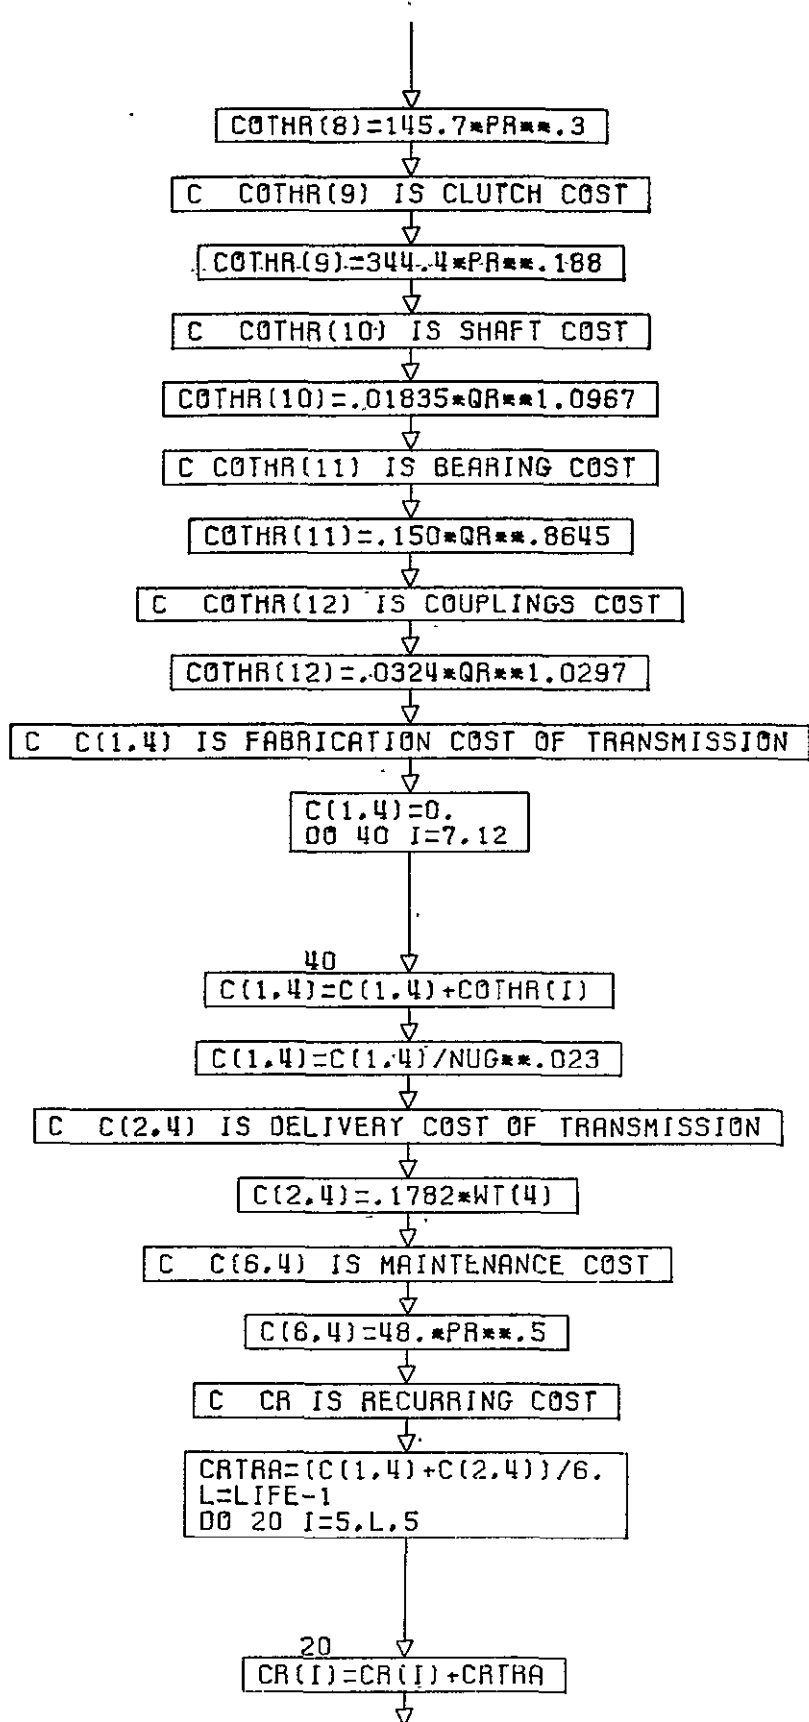 COTHR(8)=145.7*PR**.3
C  COTHR(9) IS CLUTCH COST
COTHR(9)=344.4*PR**.188
C  COTHR(10) IS SHAFT COST
COTHR(10)=.01835*QR**1.0967
C COTHR(11) IS BEARING COST
COTHR(11)=.150*QR**.8645
C  COTHR(12) IS COUPLINGS COST
COTHR(12)=.0324*QR**1.0297
C  C(1,4) IS FABRICATION COST OF TRANSMISSION
C(1,4)=0.
DO 40 I=7,12
40
C(1,4)=C(1,4)+COTHR(I)
C(1,4)=C(1,4)/NUG**.023
C  C(2,4) IS DELIVERY COST OF TRANSMISSION
C(2,4)=.1782*WT(4)
C  C(6,4) IS MAINTENANCE COST
C(6,4)=48.*PR**.5
C  CR IS RECURRING COST
CRTRA=(C(1,4)+C(2,4))/6.
L=LIFE-1
DO 20 I=5,L,5
20
CR(I)=CR(I)+CRTRA